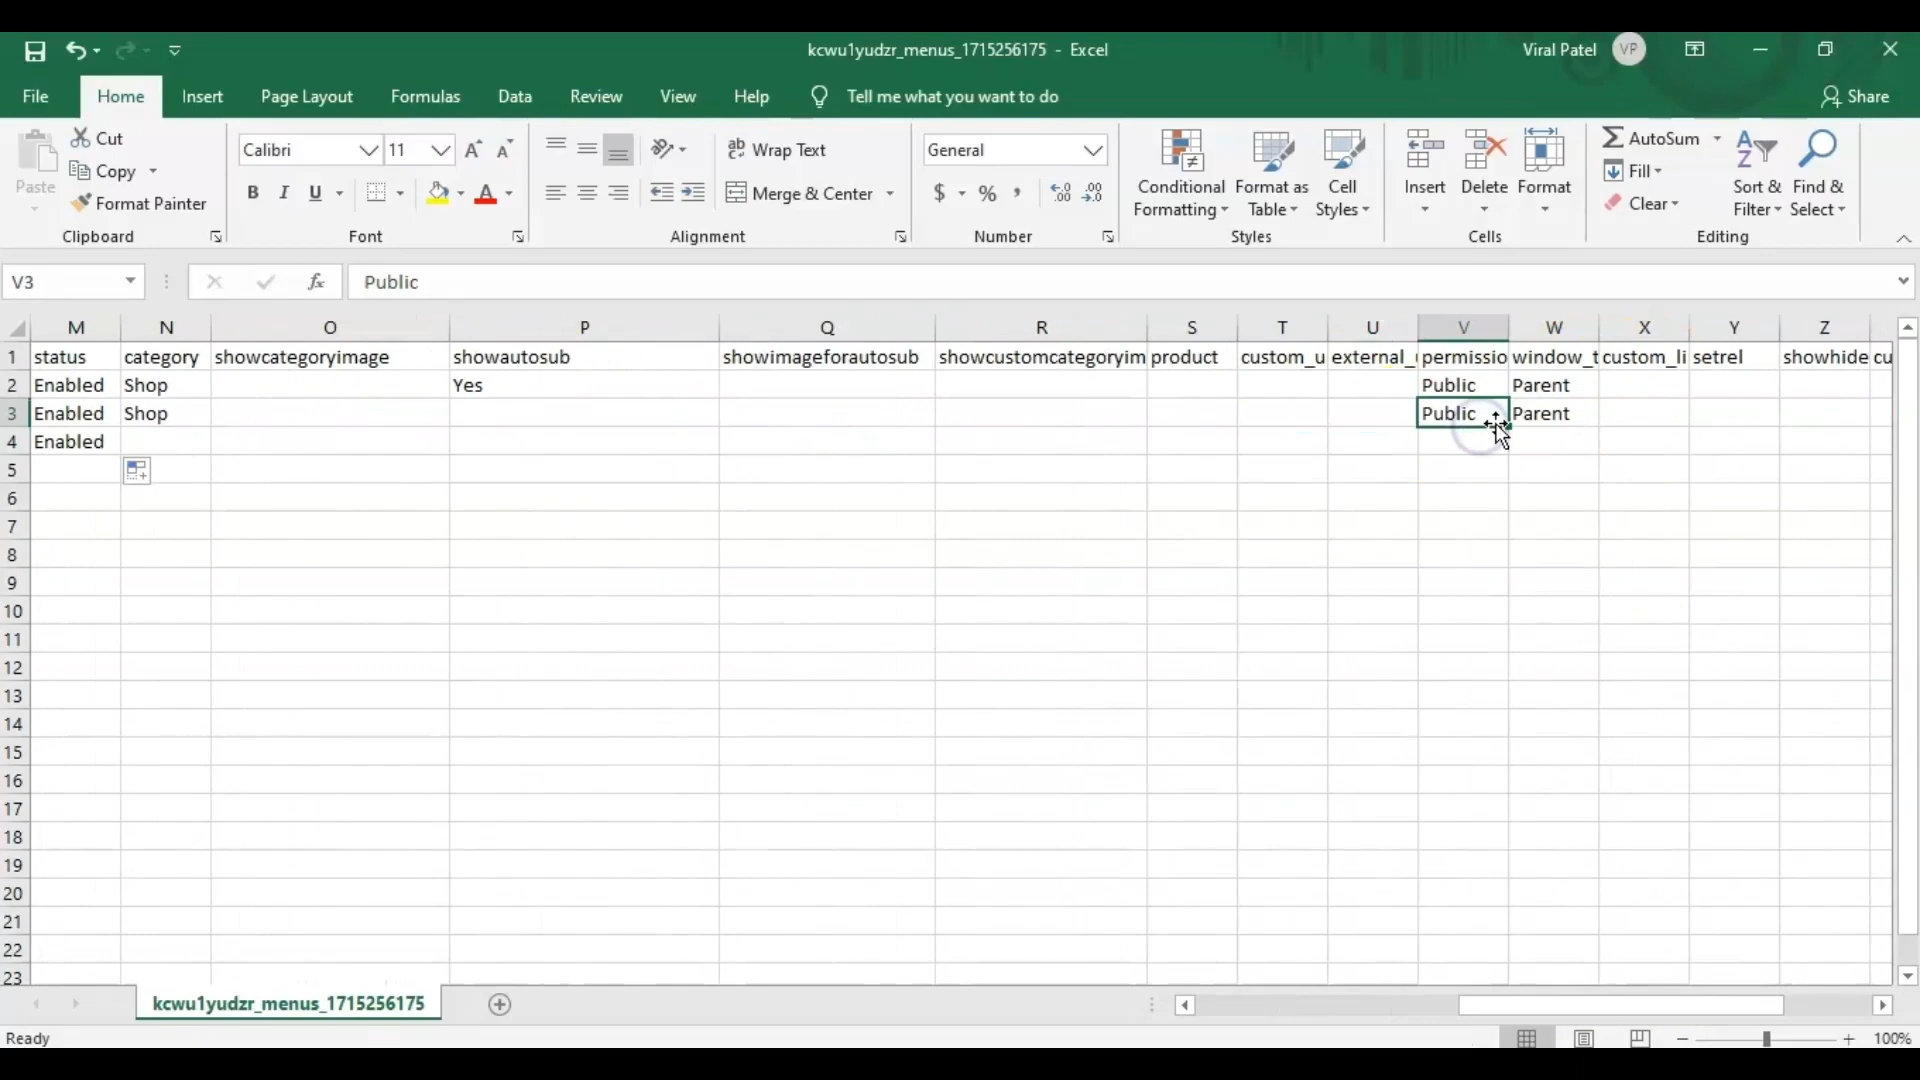 kcwu1yudzr_menus_1715256175 - Excel
Viral Patel VP
File Home Insert Page Layout Formulas Data Review View Help Tell me what you want to do Share
Paste
Cut
Copy
Format Painter
Clipboard
Calibri 11
B I U A
Font
ab Wrap Text
Merge & Center
Alignment
General
$ % , .00 .00
Number
Conditional Formatting
Format as Table
Cell Styles
Styles
Insert
Delete
Format
Cells
AutoSum
Fill
Clear
Sort & Filter
Find & Select
Editing
V3 fx Public
M N O P Q R S T U V W X Y Z
1 status category showcategoryimage showautosub showimageforautosub showcustomcategoryim product custom_u external_ permissio window_t custom_li setrel showhide cu
2 Enabled Shop Yes Public Parent
3 Enabled Shop Public Parent
4 Enabled
5
6
7
8
9
10
11
12
13
14
15
16
17
18
19
20
21
22
23
kcwu1yudzr_menus_1715256175
Ready 100%